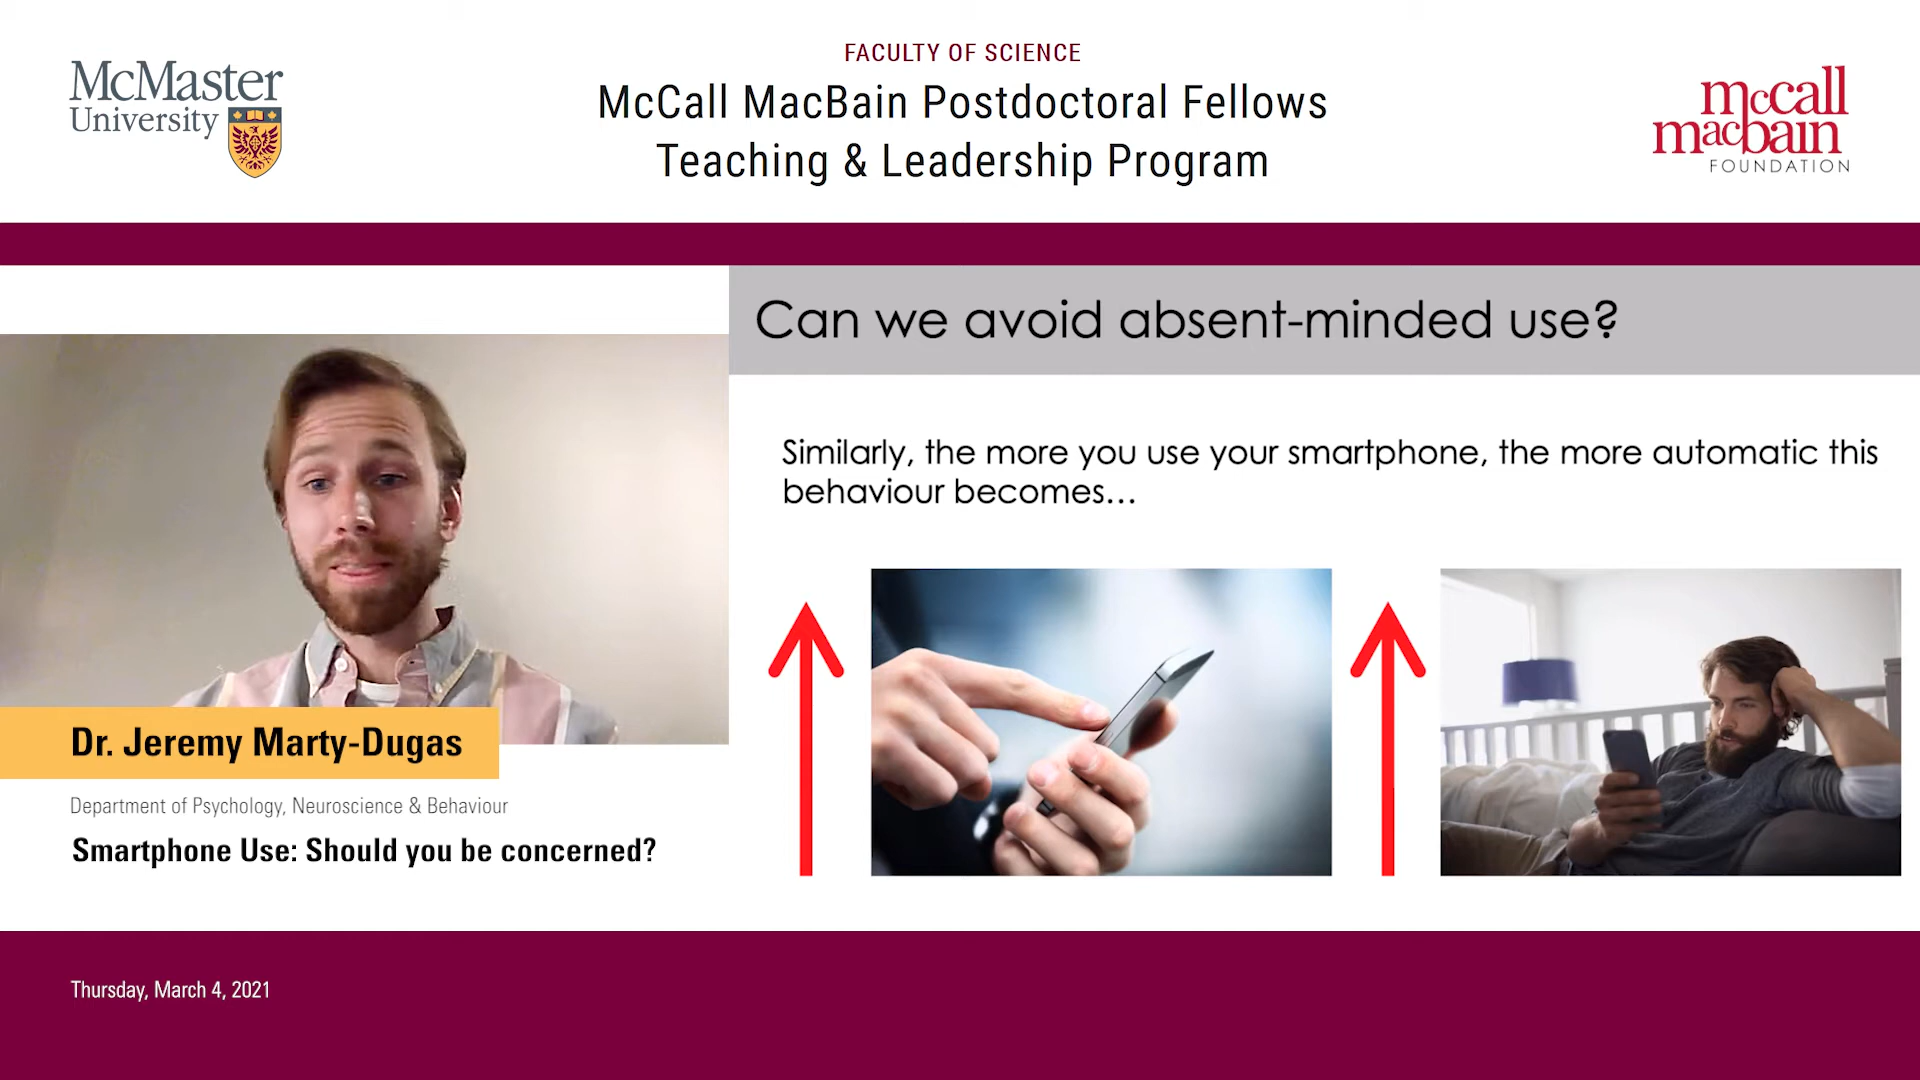 McMaster
University
FACULTY OF SCIENCE
McCall MacBain Postdoctoral Fellows
Teaching & Leadership Program
mccall
macbain
FOUNDATION
Can we avoid absent-minded use?
Similarly, the more you use your smartphone, the more automatic this
behaviour becomes…
Dr. Jeremy Marty-Dugas
Department of Psychology, Neuroscience & Behaviour
Smartphone Use: Should you be concerned?
Thursday, March 4, 2021